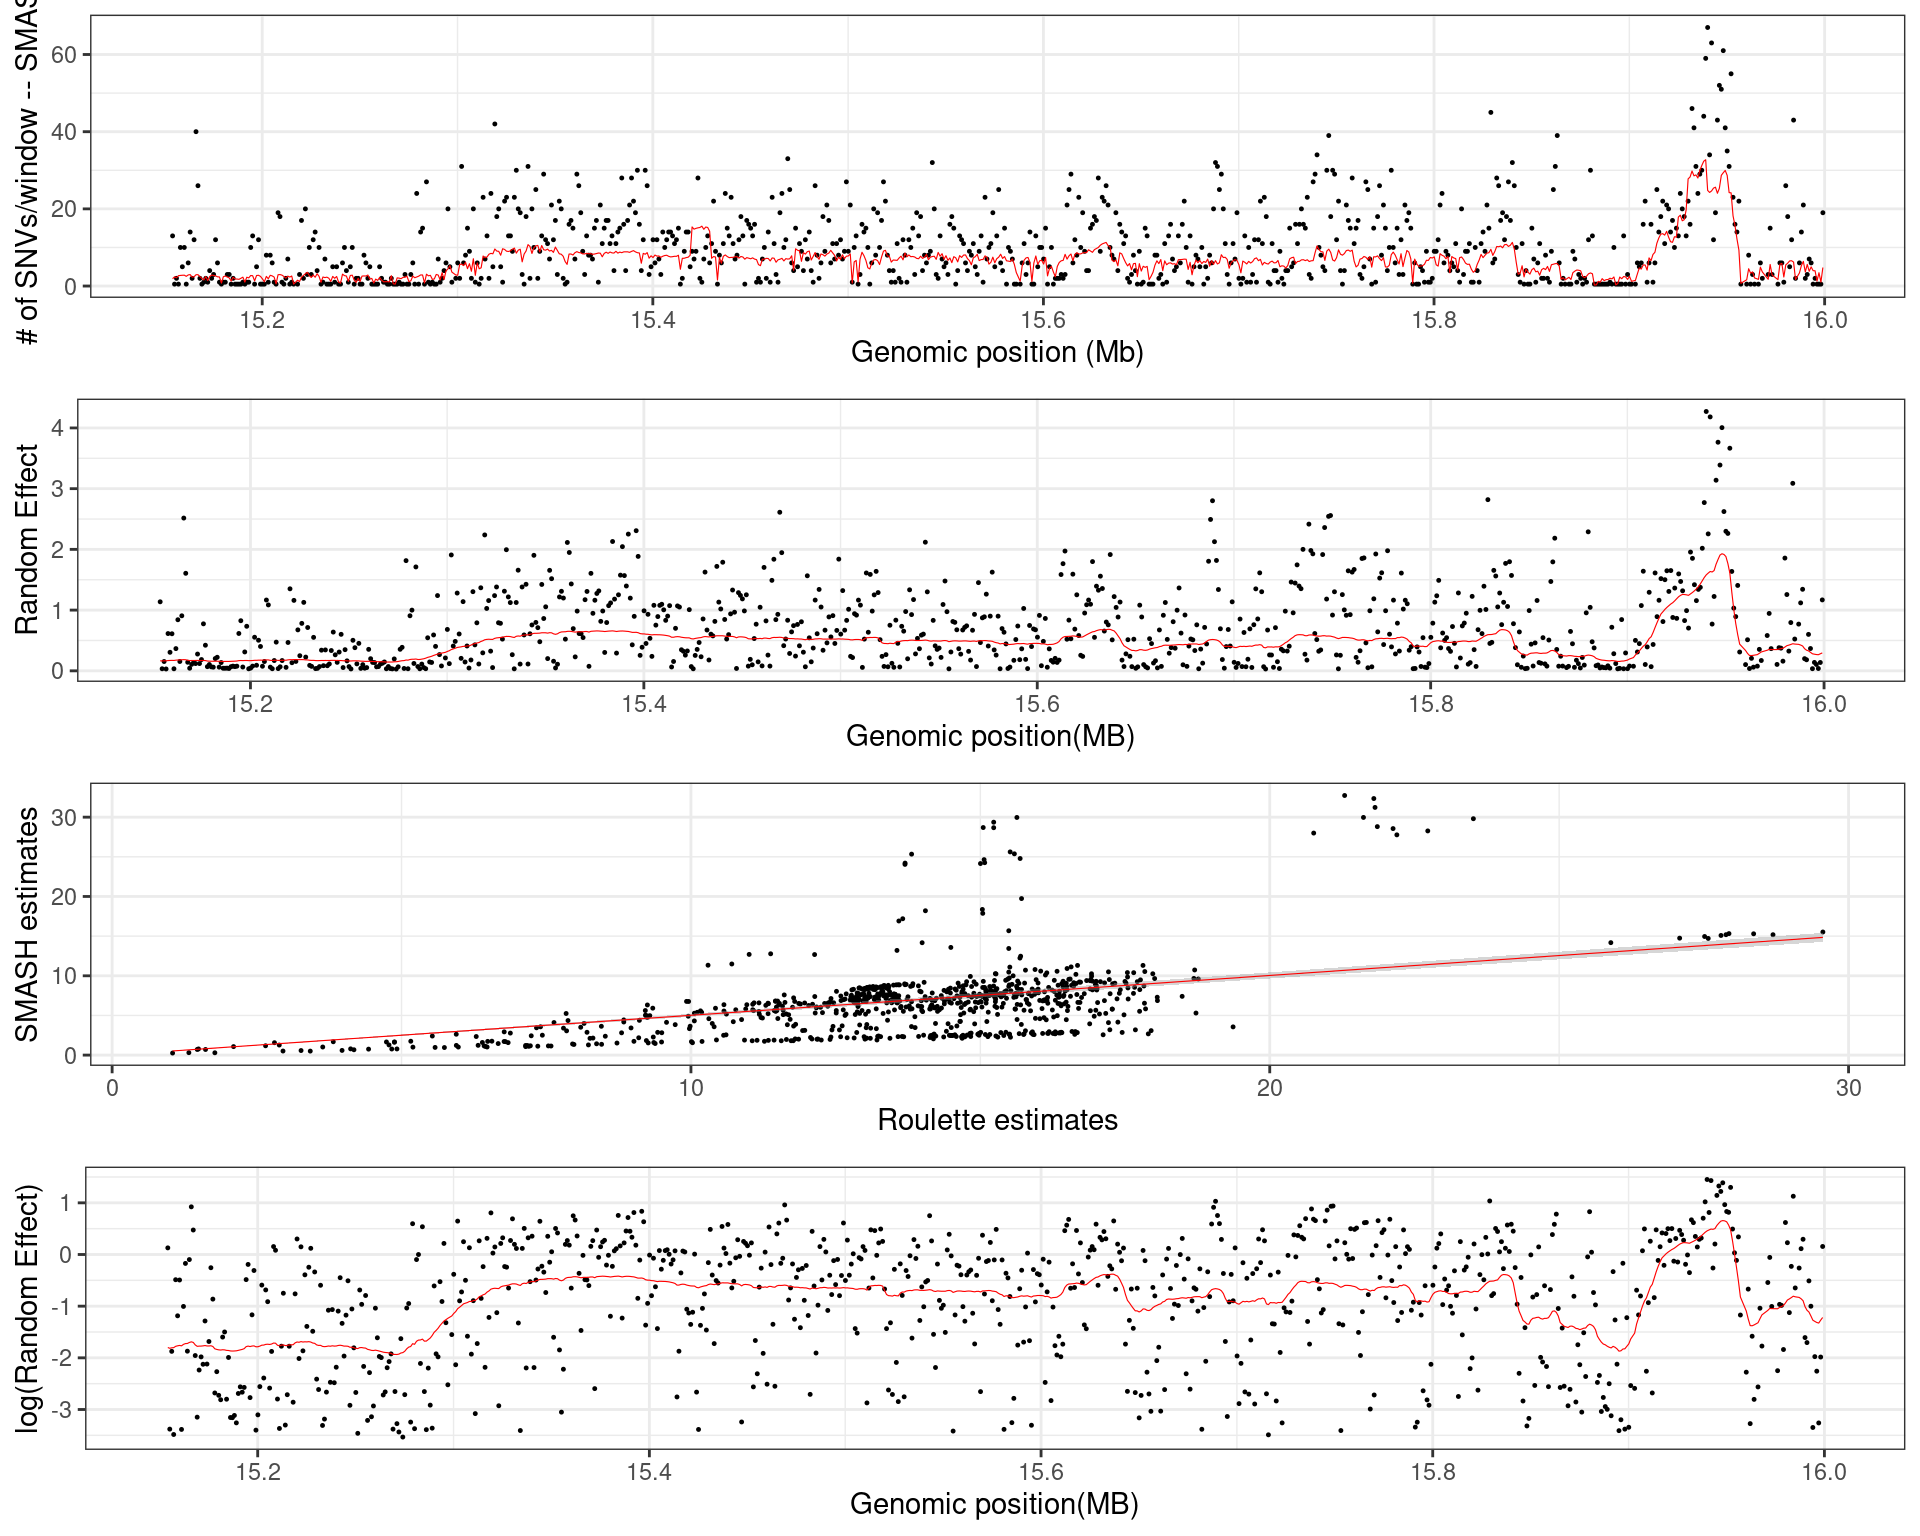 # of SNVs/window -- SMAS
60
40
20
0
15.2 15.4 15.6 15.8 16.0
Genomic position (Mb)
Random Effect
4
3
2
1
0
15.2 15.4 15.6 15.8 16.0
Genomic position(MB)
SMASH estimates
30
20
10
0
0 10 20 30
Roulette estimates
log(Random Effect)
1
0
-1
-2
-3
15.2 15.4 15.6 15.8 16.0
Genomic position(MB)